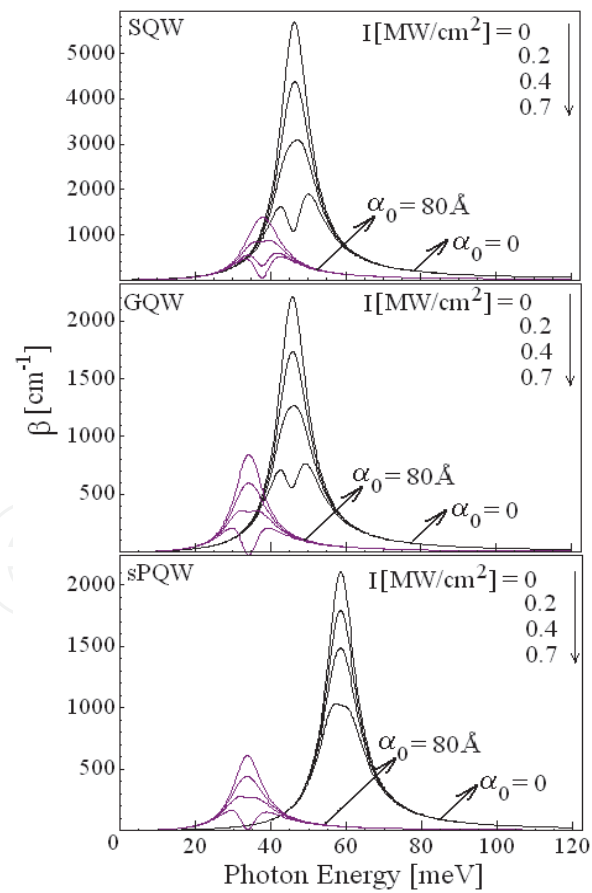 SQW
I[MW/cm²] = 0
0.2
0.4
0.7
5000
4000
3000
2000
1000
α₀ = 80Å
α₀ = 0
GQW
I[MW/cm²] = 0
0.2
0.4
0.7
2000
1500
1000
500
α₀ = 80Å
α₀ = 0
β [cm⁻¹]
sPQW
I[MW/cm²] = 0
0.2
0.4
0.7
2000
1500
1000
500
α₀ = 80Å
α₀ = 0
0 20 40 60 80 100 120
Photon Energy [meV]